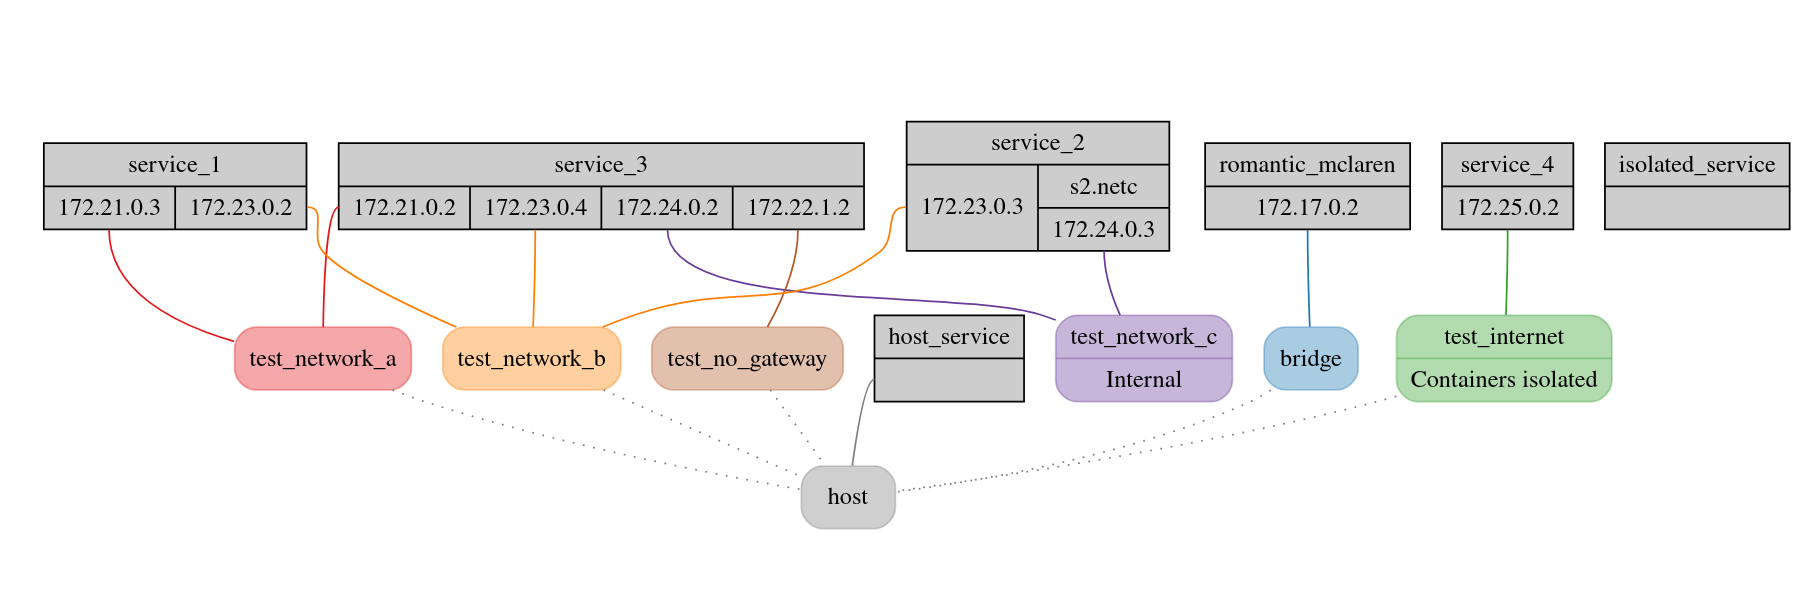 service_1
172.21.0.3
172.23.0.2
service_3
172.21.0.2
172.23.0.4
172.24.0.2
172.22.1.2
service_2
172.23.0.3
s2.netc
172.24.0.3
romantic_mclaren
172.17.0.2
service_4
172.25.0.2
isolated_service
test_network_a
test_network_b
test_no_gateway
host_service
test_network_c
Internal
bridge
test_internet
Containers isolated
host